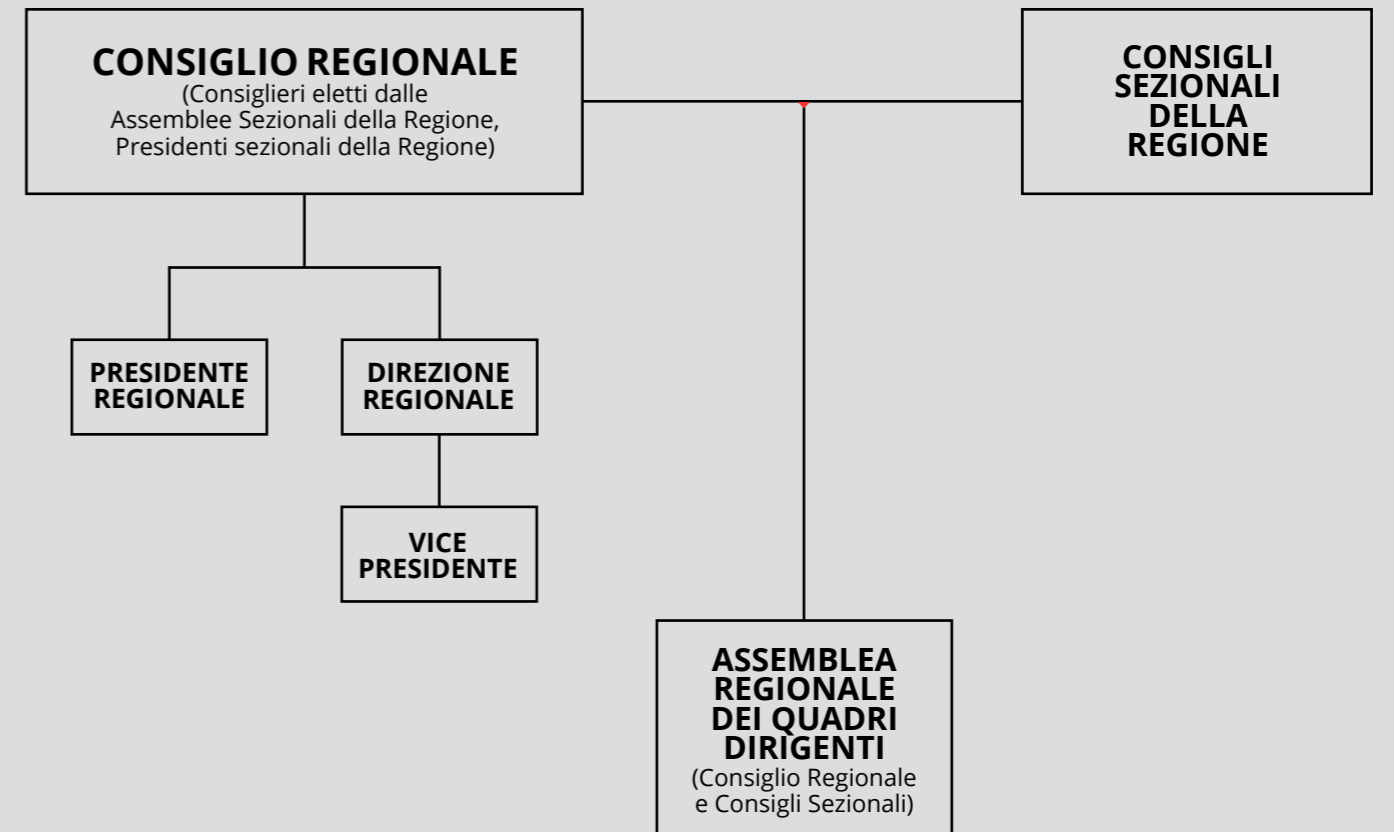 CONSIGLIO REGIONALE
(Consiglieri eletti dalle
Assemblee Sezionali della Regione,
Presidenti sezionali della Regione)
CONSIGLI
SEZIONALI
DELLA
REGIONE
PRESIDENTE
REGIONALE
DIREZIONE
REGIONALE
VICE
PRESIDENTE
ASSEMBLEA
REGIONALE
DEI QUADRI
DIRIGENTI
(Consiglio Regionale
e Consigli Sezionali)